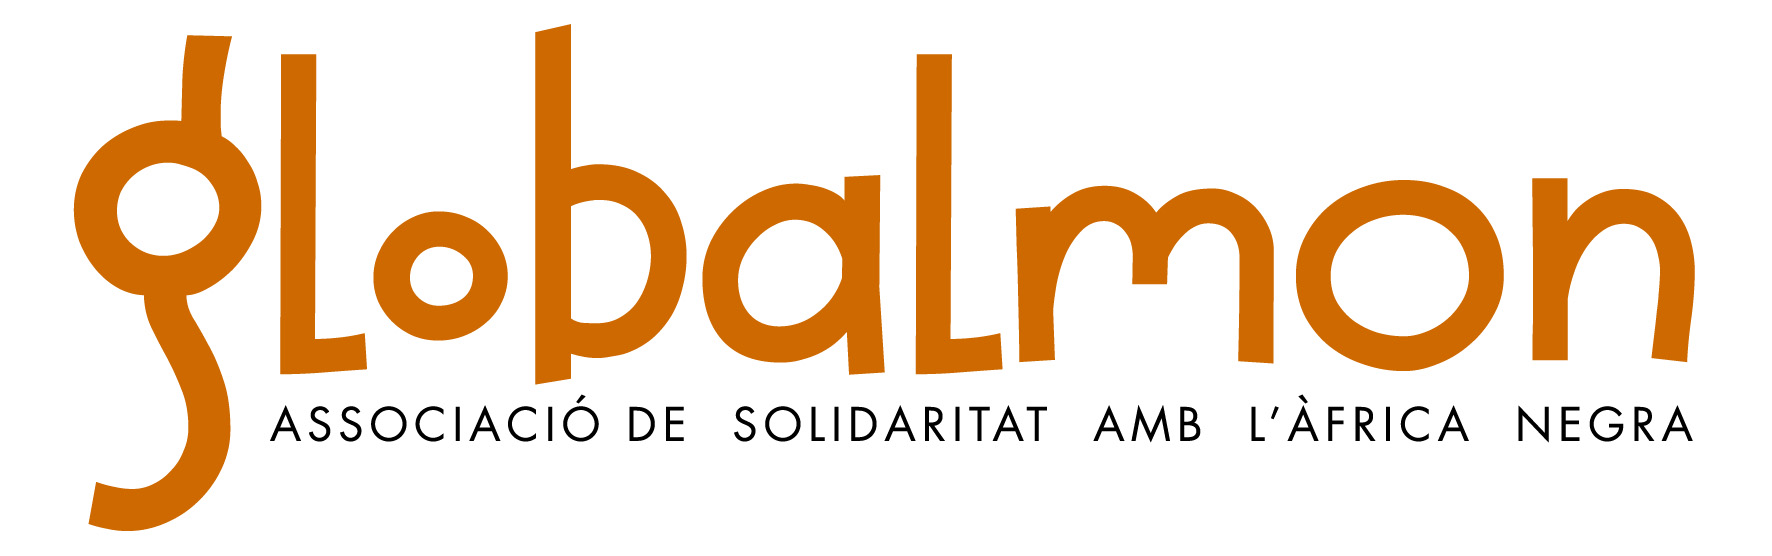 globalmon
ASSOCIACIÓ DE SOLIDARITAT AMB L'ÀFRICA NEGRA